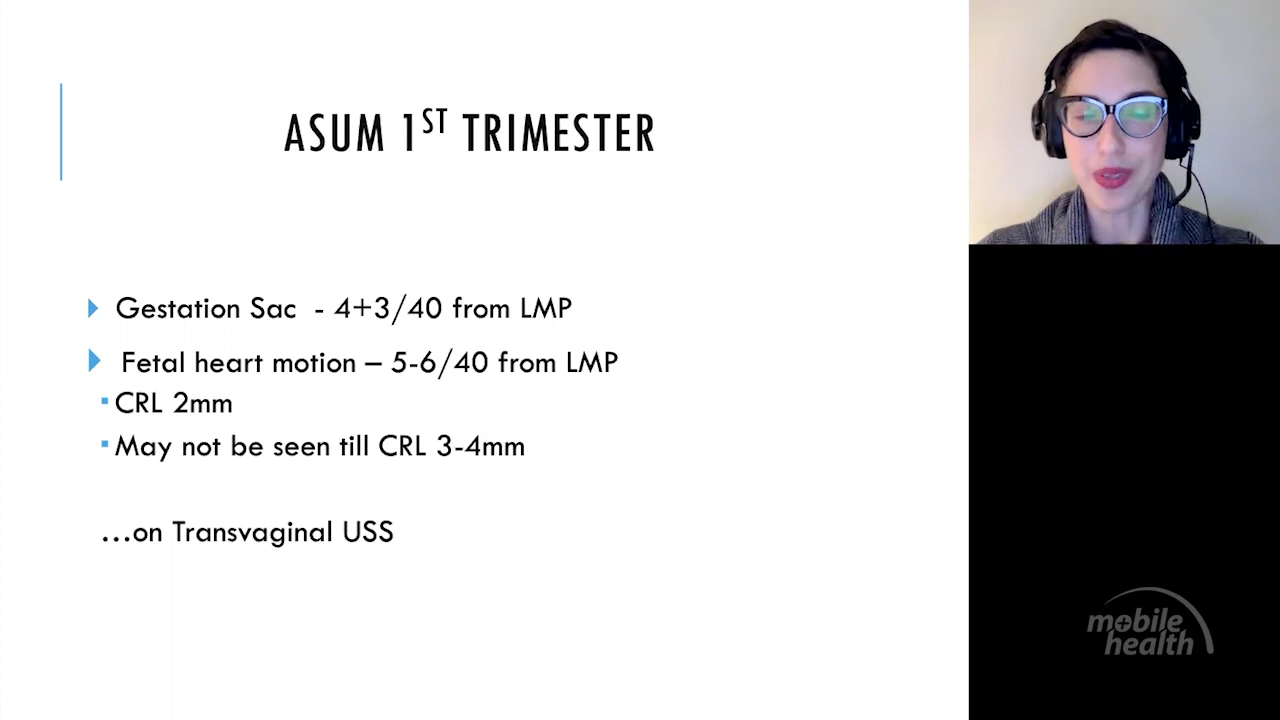 ASUM 1ST TRIMESTER
Gestation Sac - 4+3/40 from LMP
Fetal heart motion – 5-6/40 from LMP
CRL 2mm
May not be seen till CRL 3-4mm
...on Transvaginal USS
mobile
health